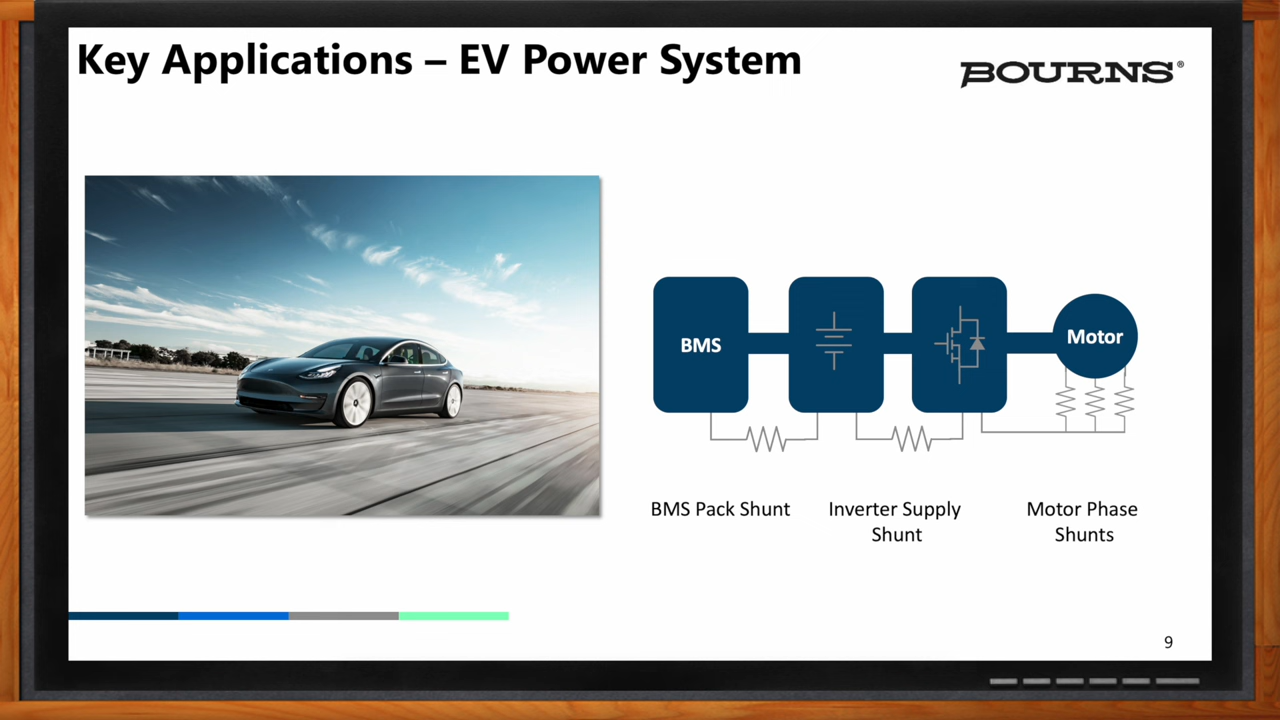 Key Applications – EV Power System
BOURNS®
BMS
Motor
BMS Pack Shunt
Inverter Supply
Shunt
Motor Phase
Shunts
9